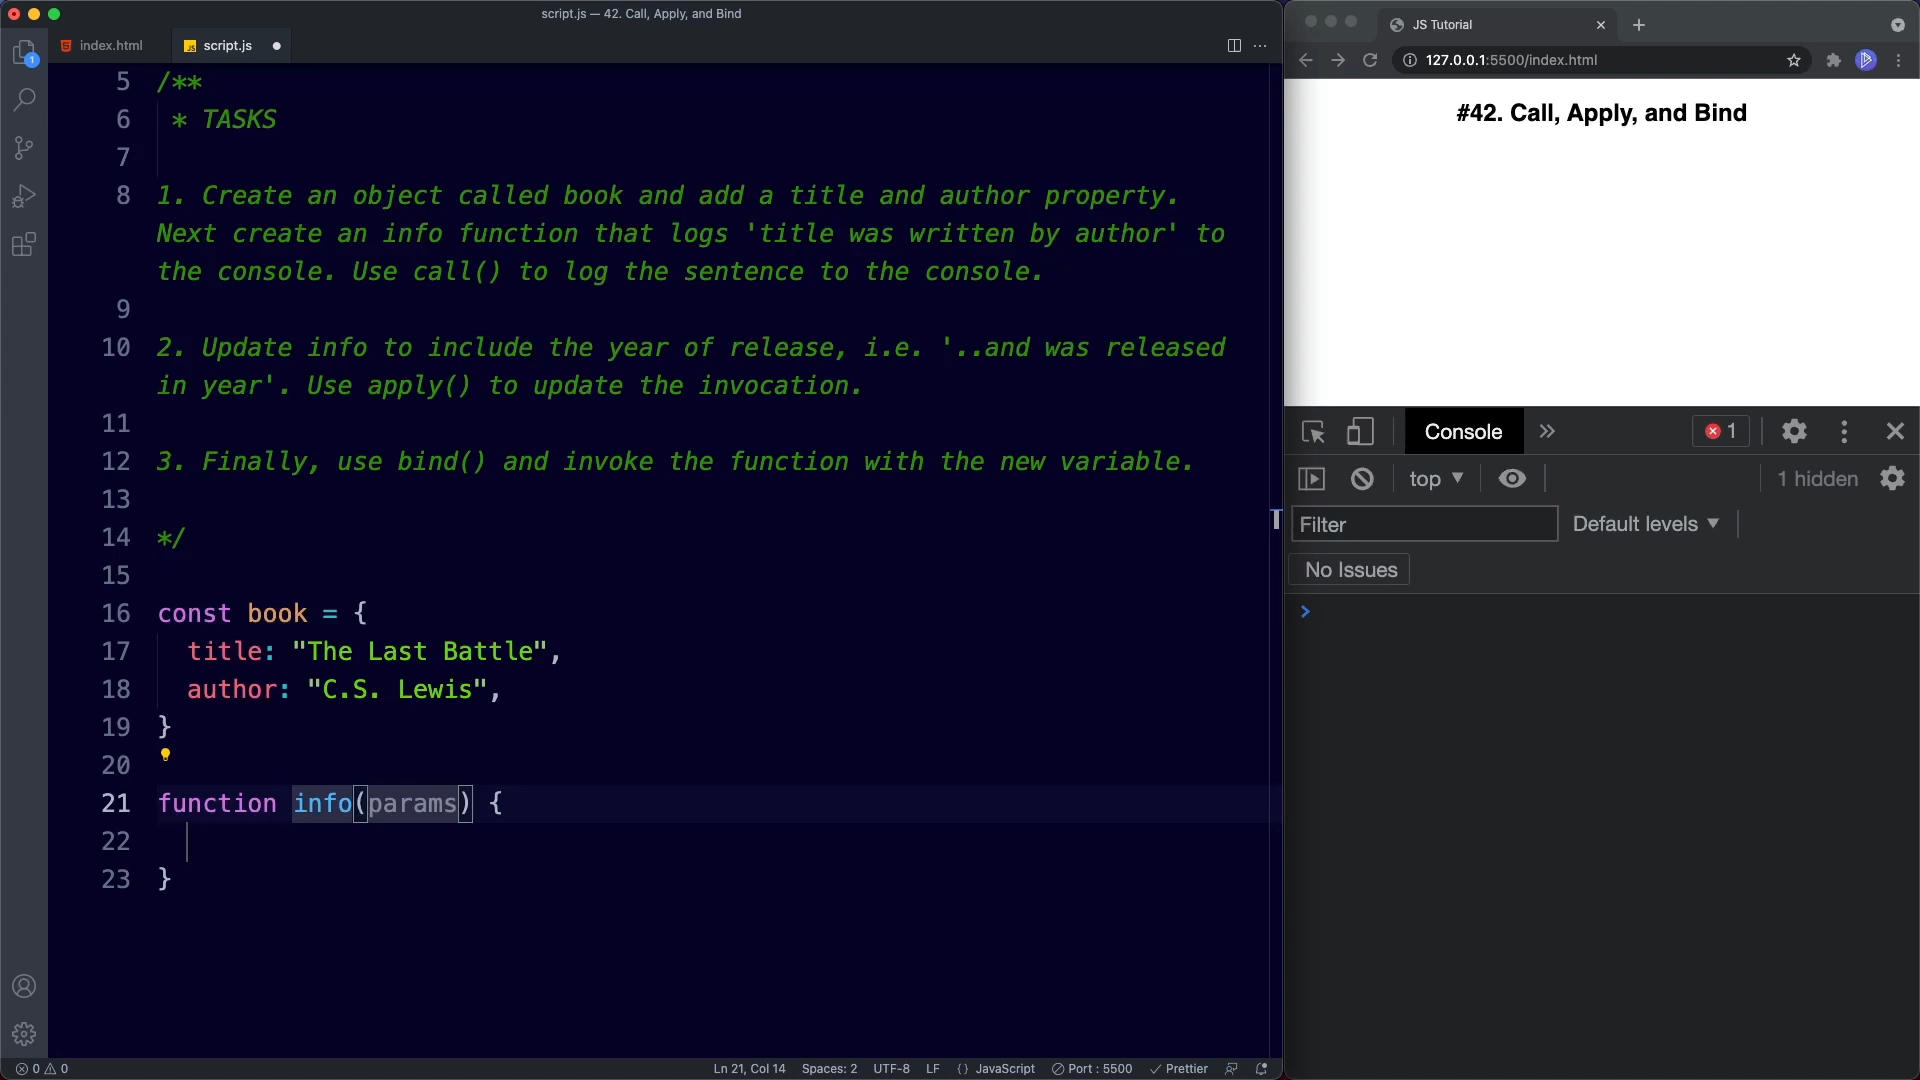 script.js — 42. Call, Apply, and Bind
index.html
script.js
1
5 /**
6 * TASKS
7
8 1. Create an object called book and add a title and author property.
Next create an info function that logs 'title was written by author' to
the console. Use call() to log the sentence to the console.
9
10 2. Update info to include the year of release, i.e. '..and was released
in year'. Use apply() to update the invocation.
11
12 3. Finally, use bind() and invoke the function with the new variable.
13
14 */
15
16 const book = {
17 title: "The Last Battle",
18 author: "C.S. Lewis",
19 }
20
21 function info(params) {
22
23 }
0 0
Ln 21, Col 14 Spaces: 2 UTF-8 LF {} JavaScript Port : 5500 Prettier
JS Tutorial
127.0.0.1:5500/index.html
#42. Call, Apply, and Bind
Console
1
top
1 hidden
Filter
Default levels
No Issues